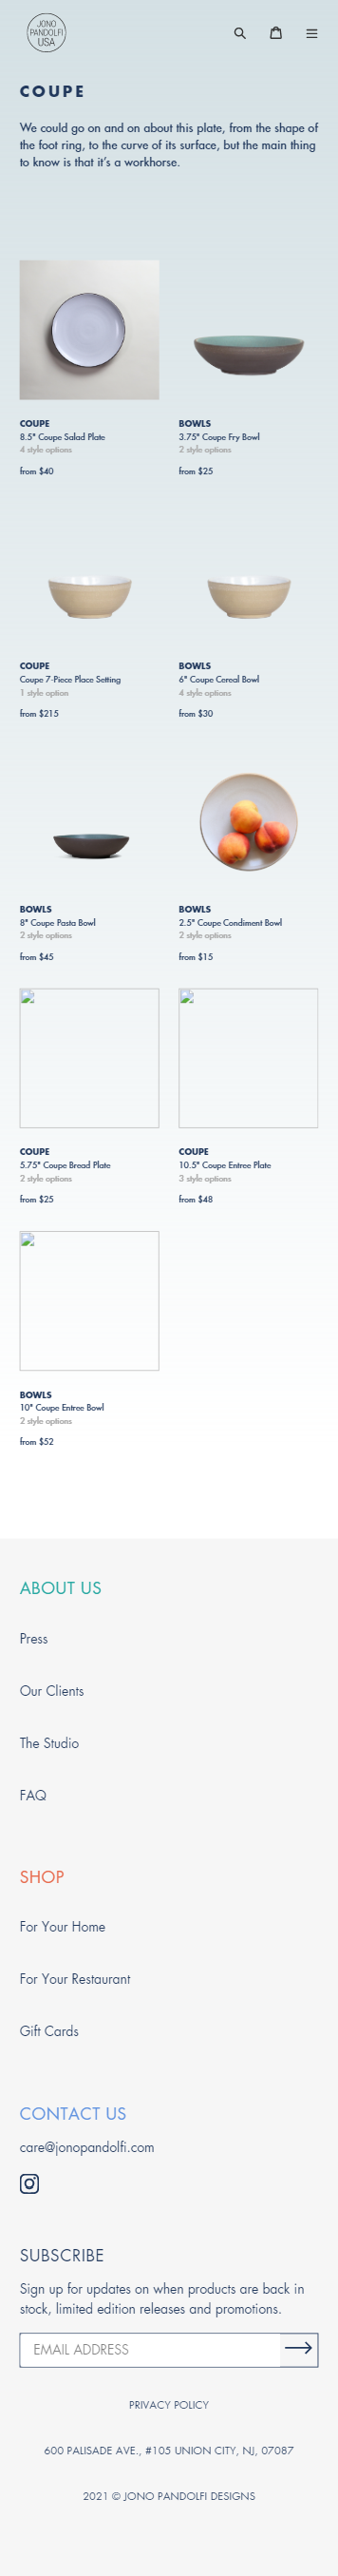 JONO
PANDOLFI
USA
COUPE
We could go on and on about this plate, from the shape of
the foot ring, to the curve of its surface, but the main thing
to know is that it's a workhorse.
COUPE
8.5" Coupe Salad Plate
4 style options
from $40
BOWLS
3.75" Coupe Fry Bowl
2 style options
from $25
COUPE
Coupe 7-Piece Place Setting
1 style option
from $215
BOWLS
6" Coupe Cereal Bowl
4 style options
from $30
BOWLS
8" Coupe Pasta Bowl
2 style options
from $45
BOWLS
2.5" Coupe Condiment Bowl
2 style options
from $15
COUPE
5.75" Coupe Bread Plate
2 style options
from $25
COUPE
10.5" Coupe Entree Plate
3 style options
from $48
BOWLS
10" Coupe Entree Bowl
2 style options
from $52
ABOUT US
Press
Our Clients
The Studio
FAQ
SHOP
For Your Home
For Your Restaurant
Gift Cards
CONTACT US
care@jonopandolfi.com
SUBSCRIBE
Sign up for updates on when products are back in
stock, limited edition releases and promotions.
EMAIL ADDRESS
PRIVACY POLICY
600 PALISADE AVE., #105 UNION CITY, NJ, 07087
2021 © JONO PANDOLFI DESIGNS